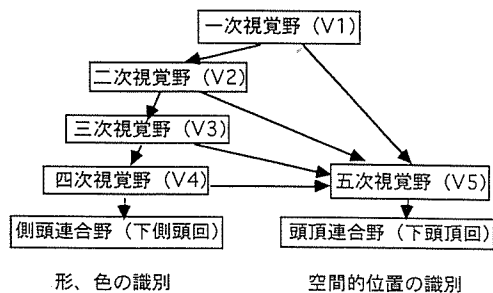 一次視覚野（V1）
二次視覚野（V2）
三次視覚野（V3）
四次視覚野（V4） 五次視覚野（V5）
側頭連合野（下側頭回） 頭頂連合野（下頭頂回）
形、色の識別 空間的位置の識別